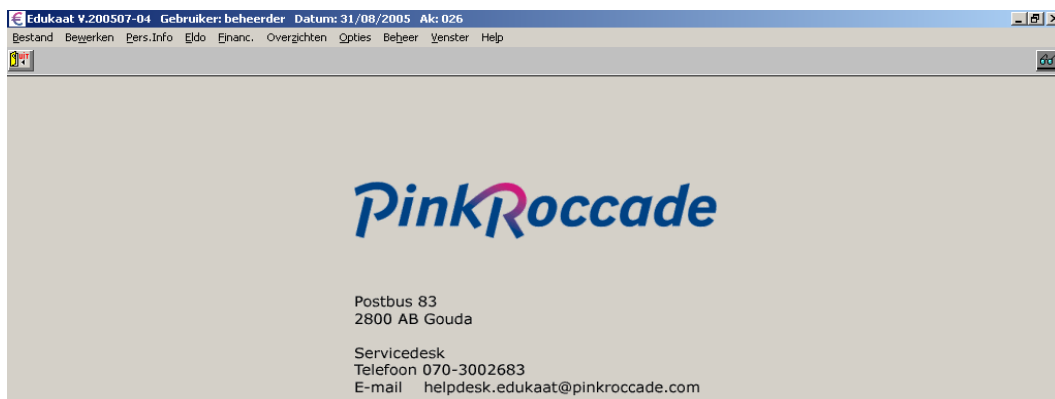 Edukaat V.200507-04 Gebruiker: beheerder Datum: 31/08/2005 Ak: 026
Bestand Bewerken Pers.Info Eldo Financ. Overzichten Opties Beheer Venster Help
UIT
PinkRoccade
Postbus 83
2800 AB Gouda
Servicedesk
Telefoon 070-3002683
E-mail helpdesk.edukaat@pinkroccade.com